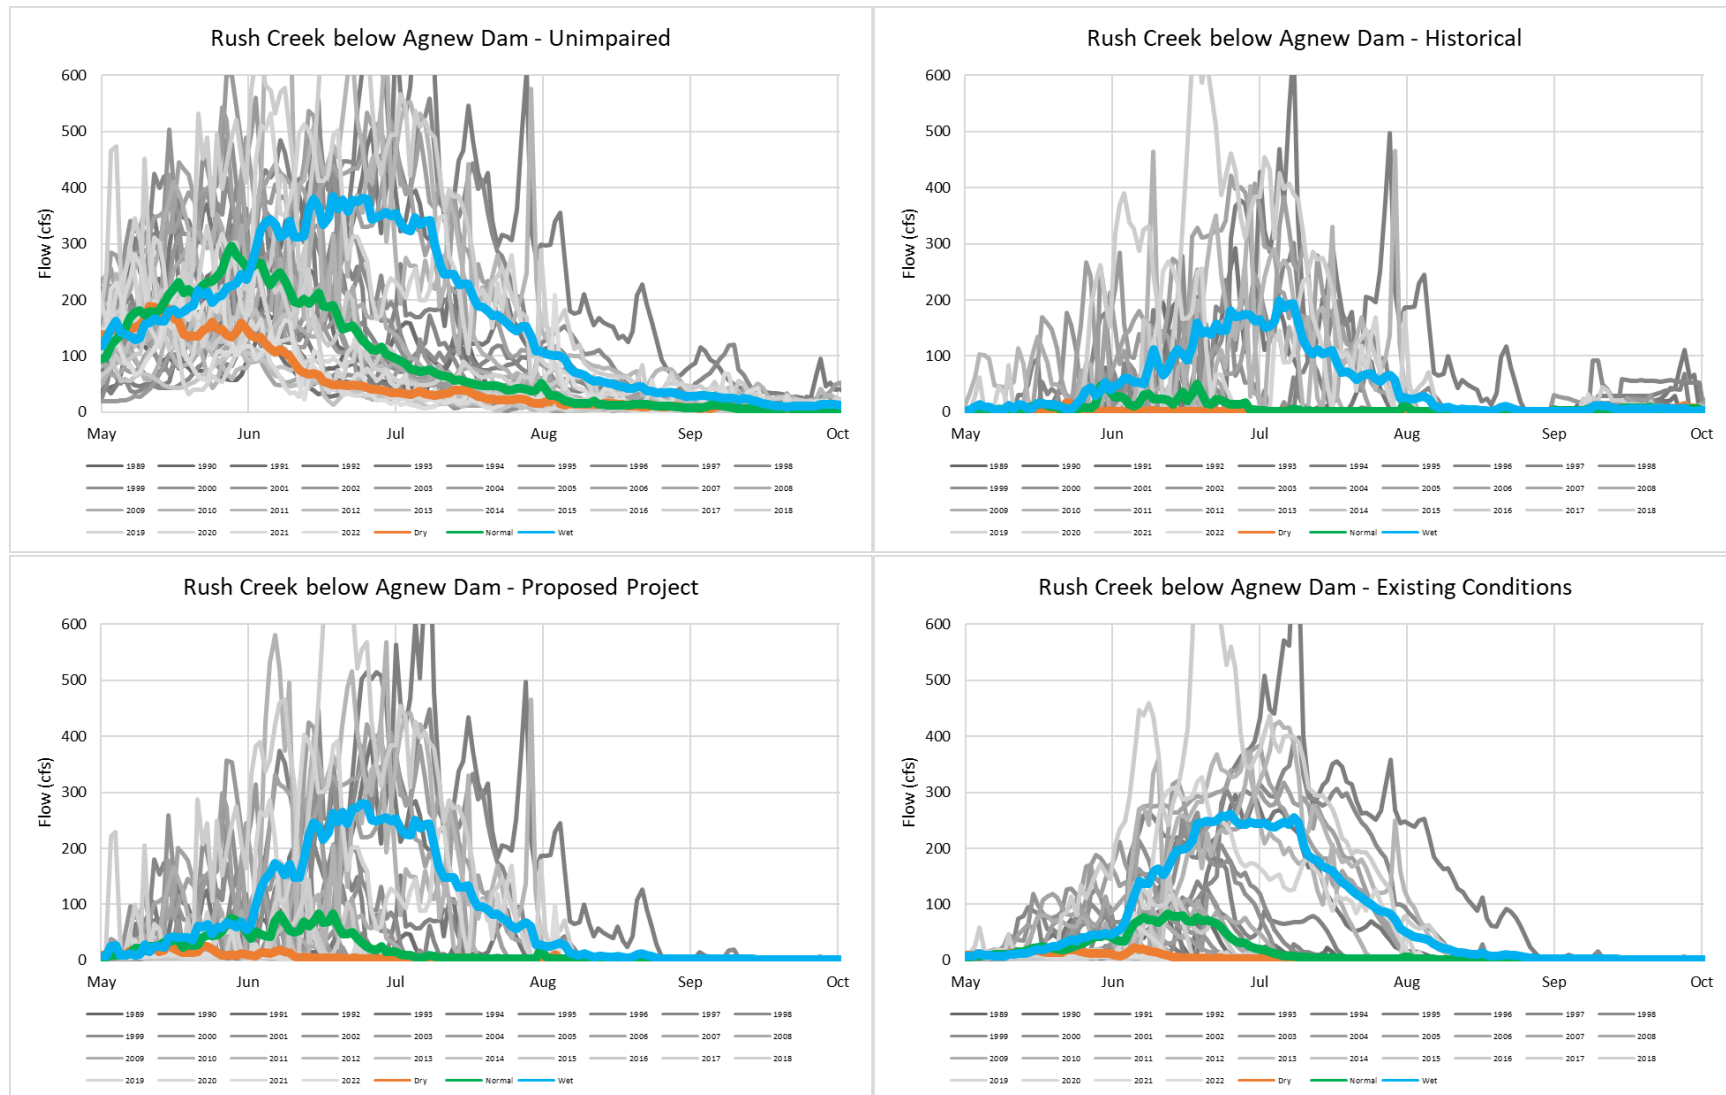 Rush Creek below Agnew Dam - Unimpaired
600
500
400
300
200
100
0
Flow (cfs)
May Jun Jul Aug Sep Oct
1989 1990 1991 1992 1993 1994 1995 1996 1997 1998
1999 2000 2001 2002 2003 2004 2005 2006 2007 2008
2009 2010 2011 2012 2013 2014 2015 2016 2017 2018
2019 2020 2021 2022 Dry Normal Wet
Rush Creek below Agnew Dam - Historical
600
500
400
300
200
100
0
Flow (cfs)
May Jun Jul Aug Sep Oct
1989 1990 1991 1992 1993 1994 1995 1996 1997 1998
1999 2000 2001 2002 2003 2004 2005 2006 2007 2008
2009 2010 2011 2012 2013 2014 2015 2016 2017 2018
2019 2020 2021 2022 Dry Normal Wet
Rush Creek below Agnew Dam - Proposed Project
600
500
400
300
200
100
0
Flow (cfs)
May Jun Jul Aug Sep Oct
1989 1990 1991 1992 1993 1994 1995 1996 1997 1998
1999 2000 2001 2002 2003 2004 2005 2006 2007 2008
2009 2010 2011 2012 2013 2014 2015 2016 2017 2018
2019 2020 2021 2022 Dry Normal Wet
Rush Creek below Agnew Dam - Existing Conditions
600
500
400
300
200
100
0
Flow (cfs)
May Jun Jul Aug Sep Oct
1989 1990 1991 1992 1993 1994 1995 1996 1997 1998
1999 2000 2001 2002 2003 2004 2005 2006 2007 2008
2009 2010 2011 2012 2013 2014 2015 2016 2017 2018
2019 2020 2021 2022 Dry Normal Wet